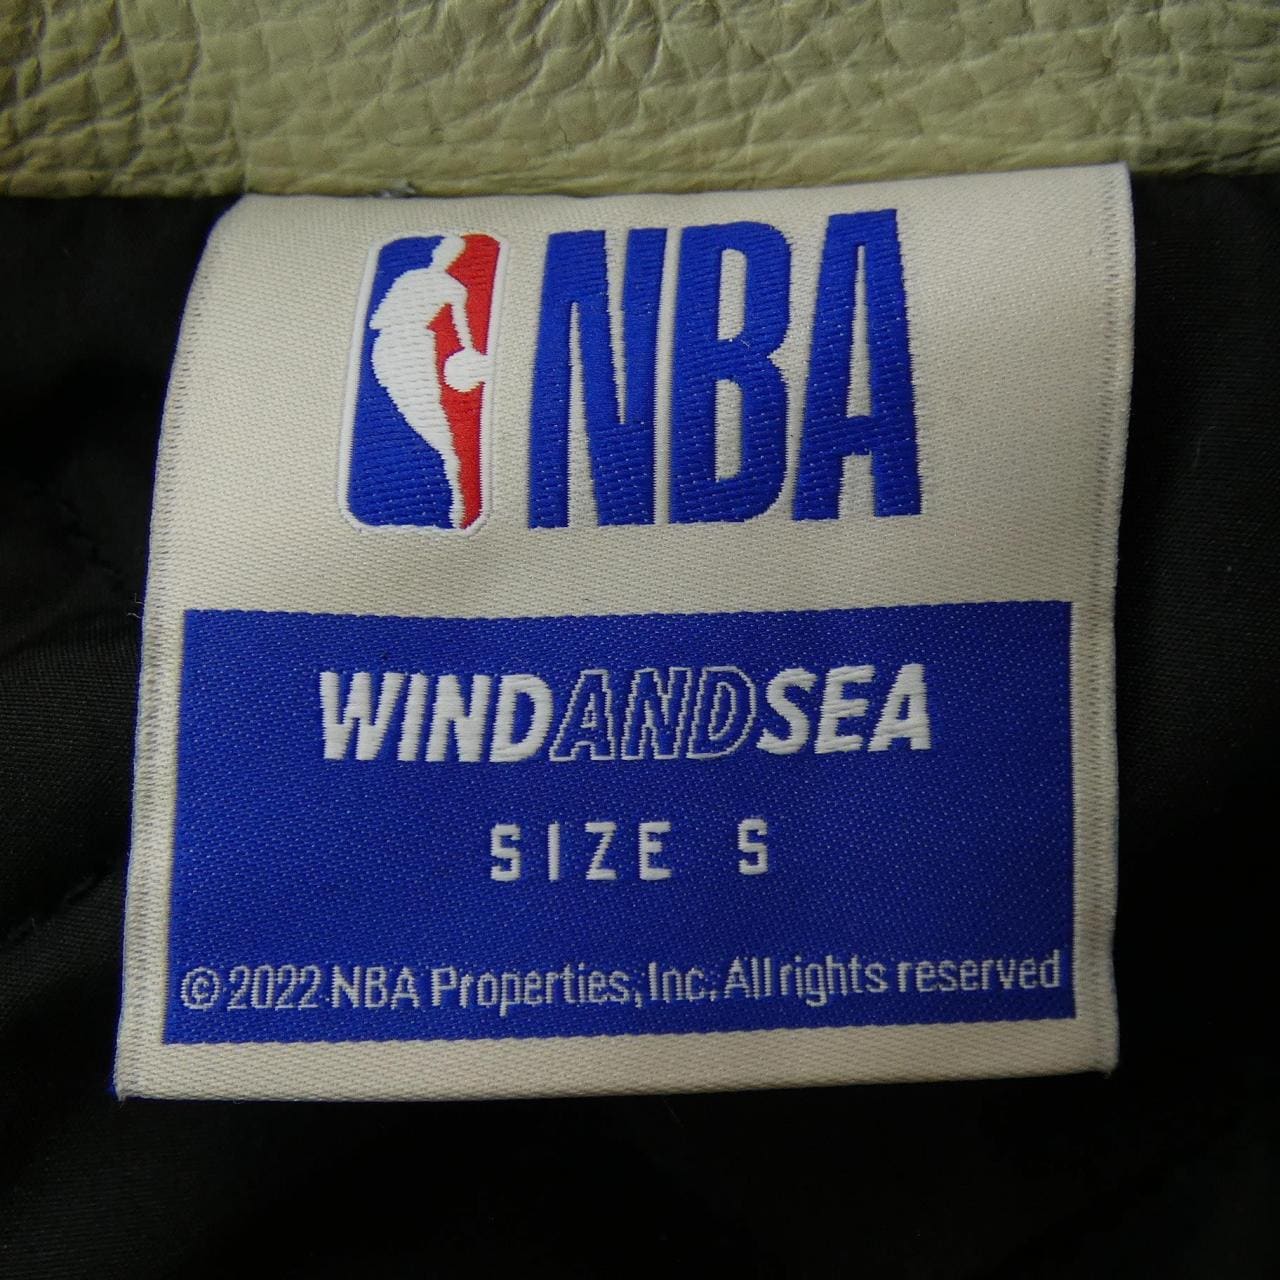 NBA
WINDANDSEA
SIZE S
©2022 NBA Properties, Inc. All rights reserved